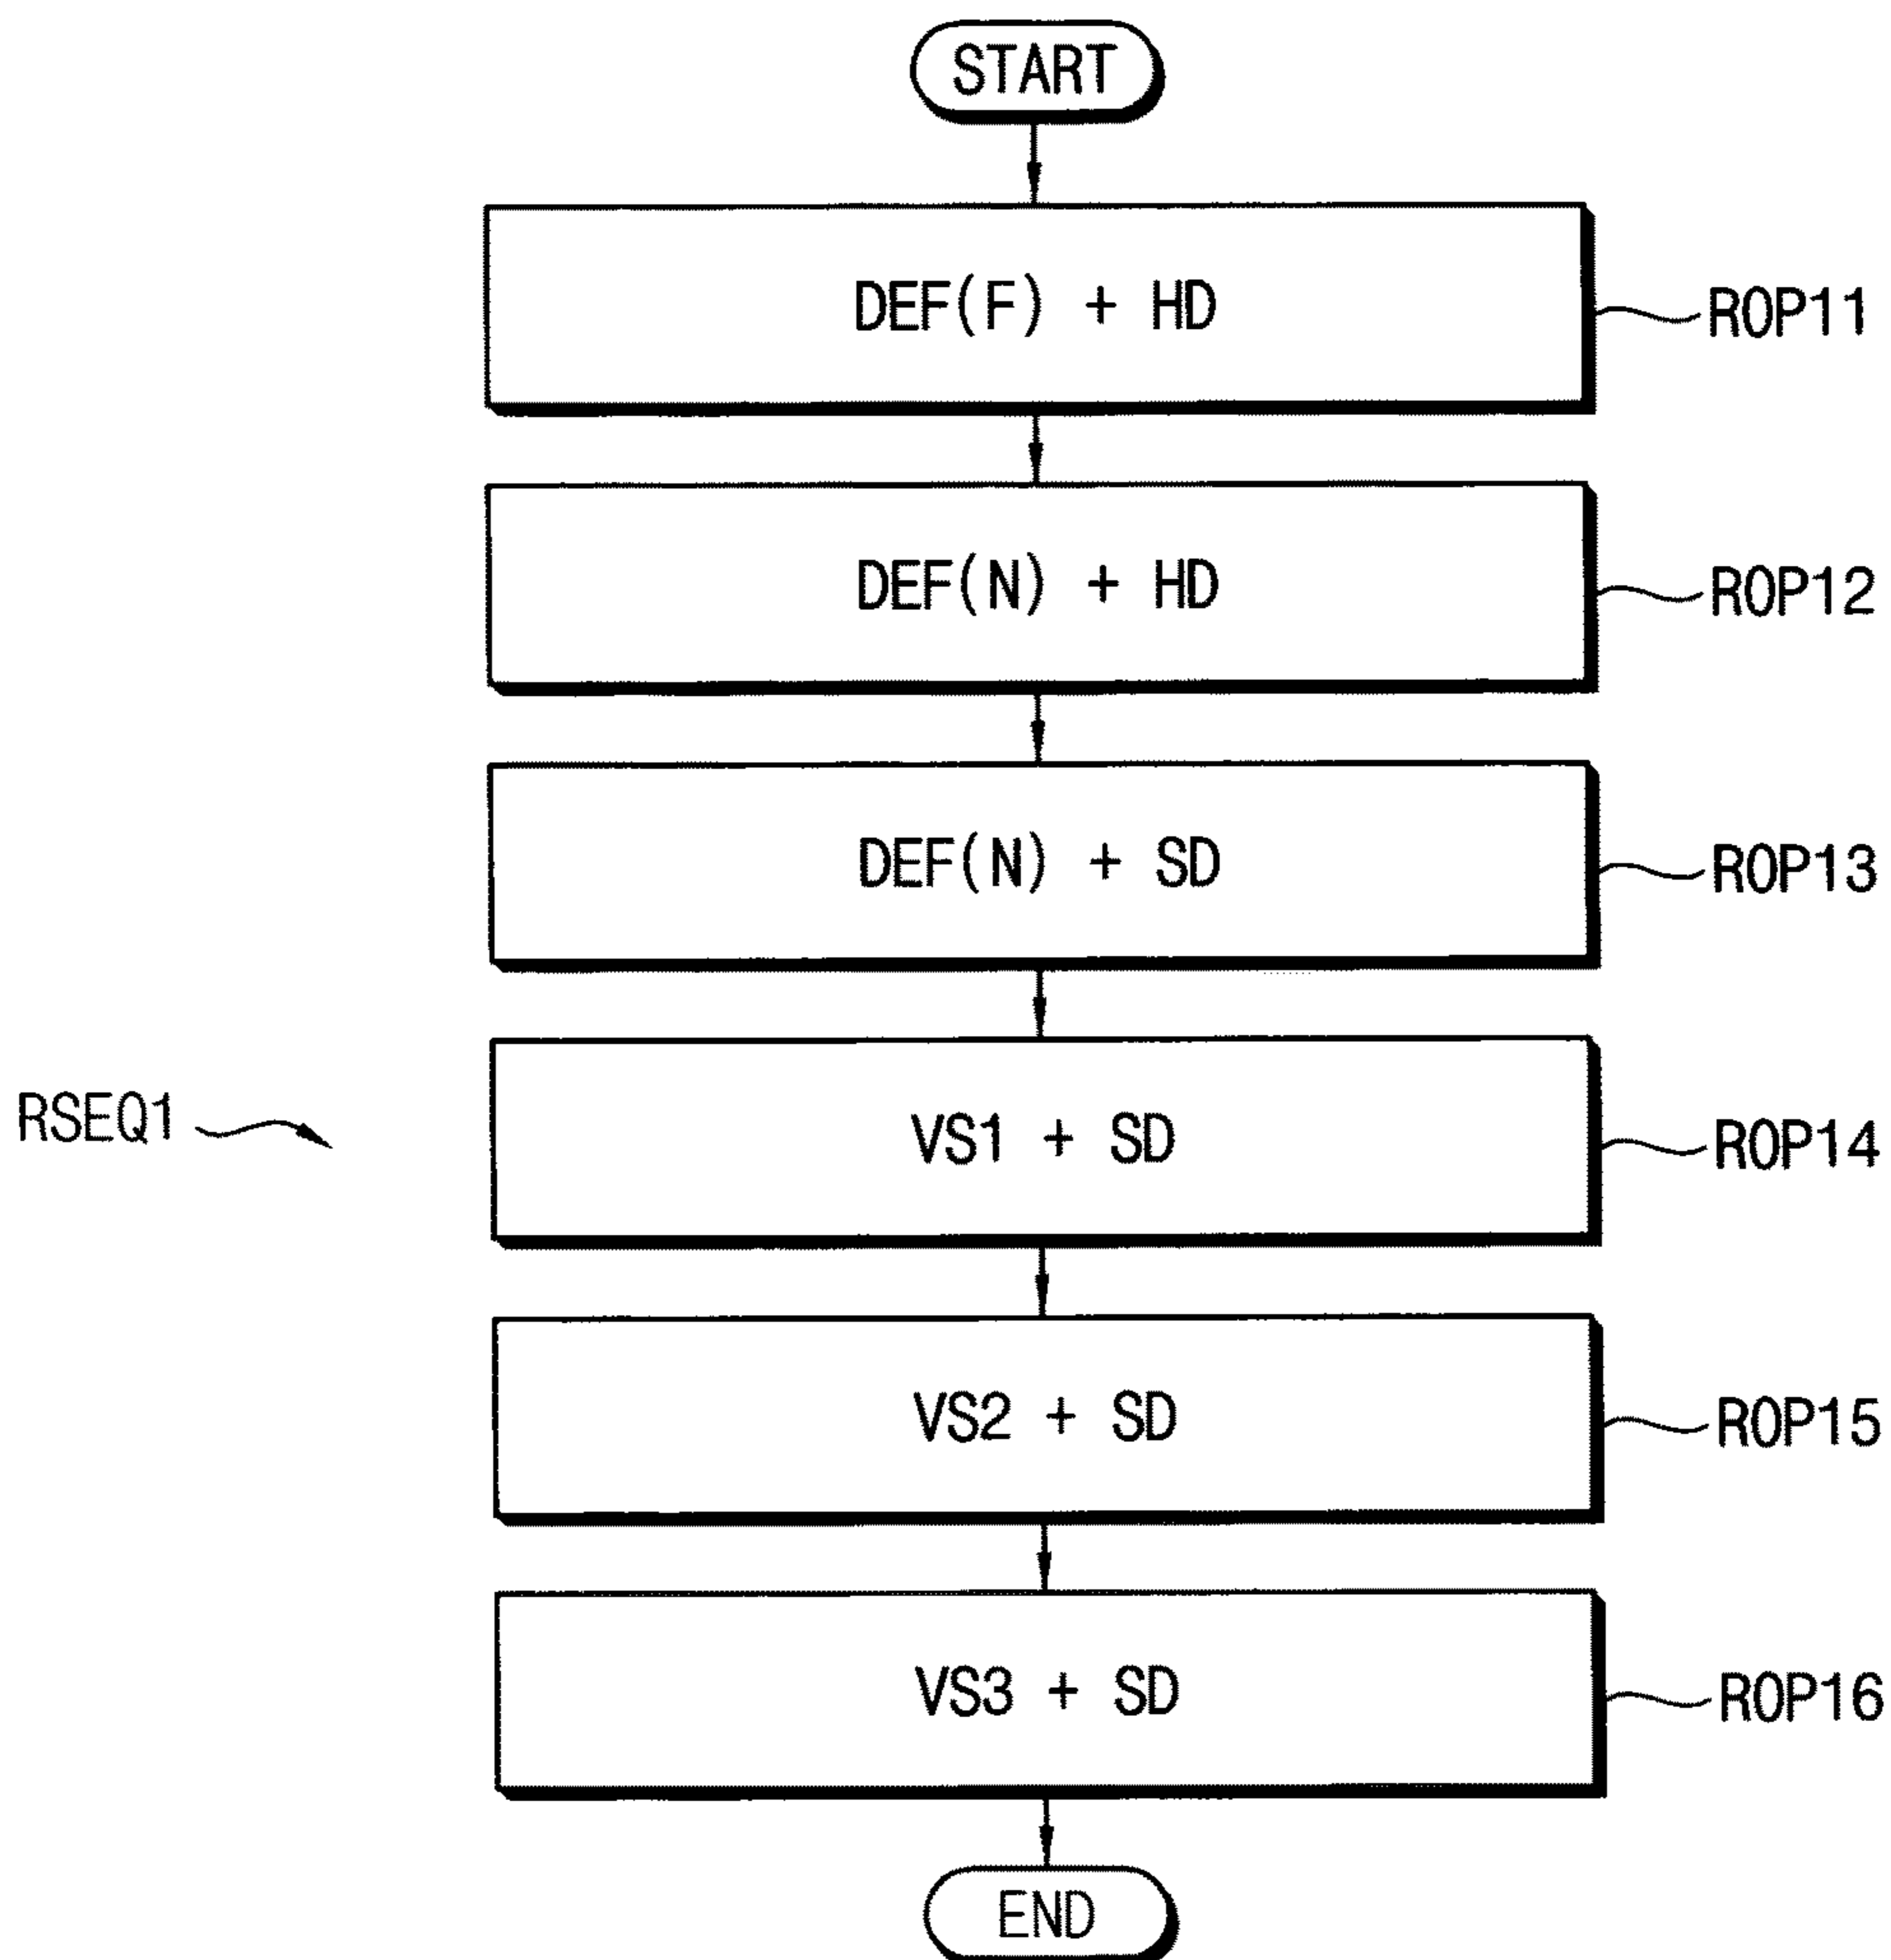 START
DEF(F) + HD
ROP11
DEF(N) + HD
ROP12
DEF(N) + SD
ROP13
RSEQ1
VS1 + SD
ROP14
VS2 + SD
ROP15
VS3 + SD
ROP16
END